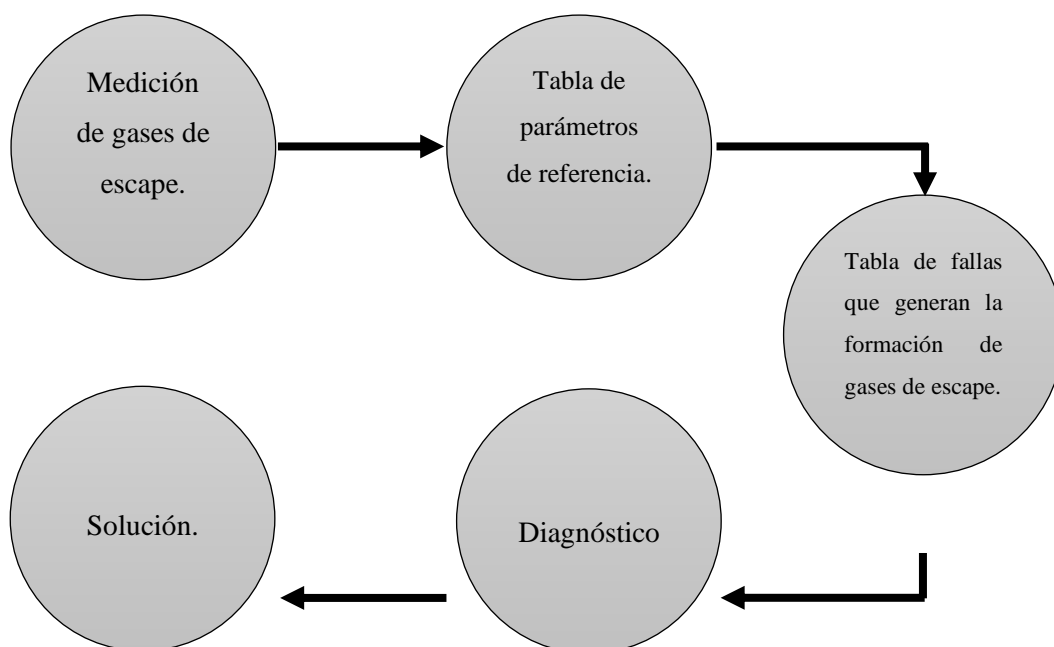 Medición
de gases de
escape.
Tabla de
parámetros
de referencia.
Tabla de fallas
que generan la
formación de
gases de escape.
Diagnóstico
Solución.